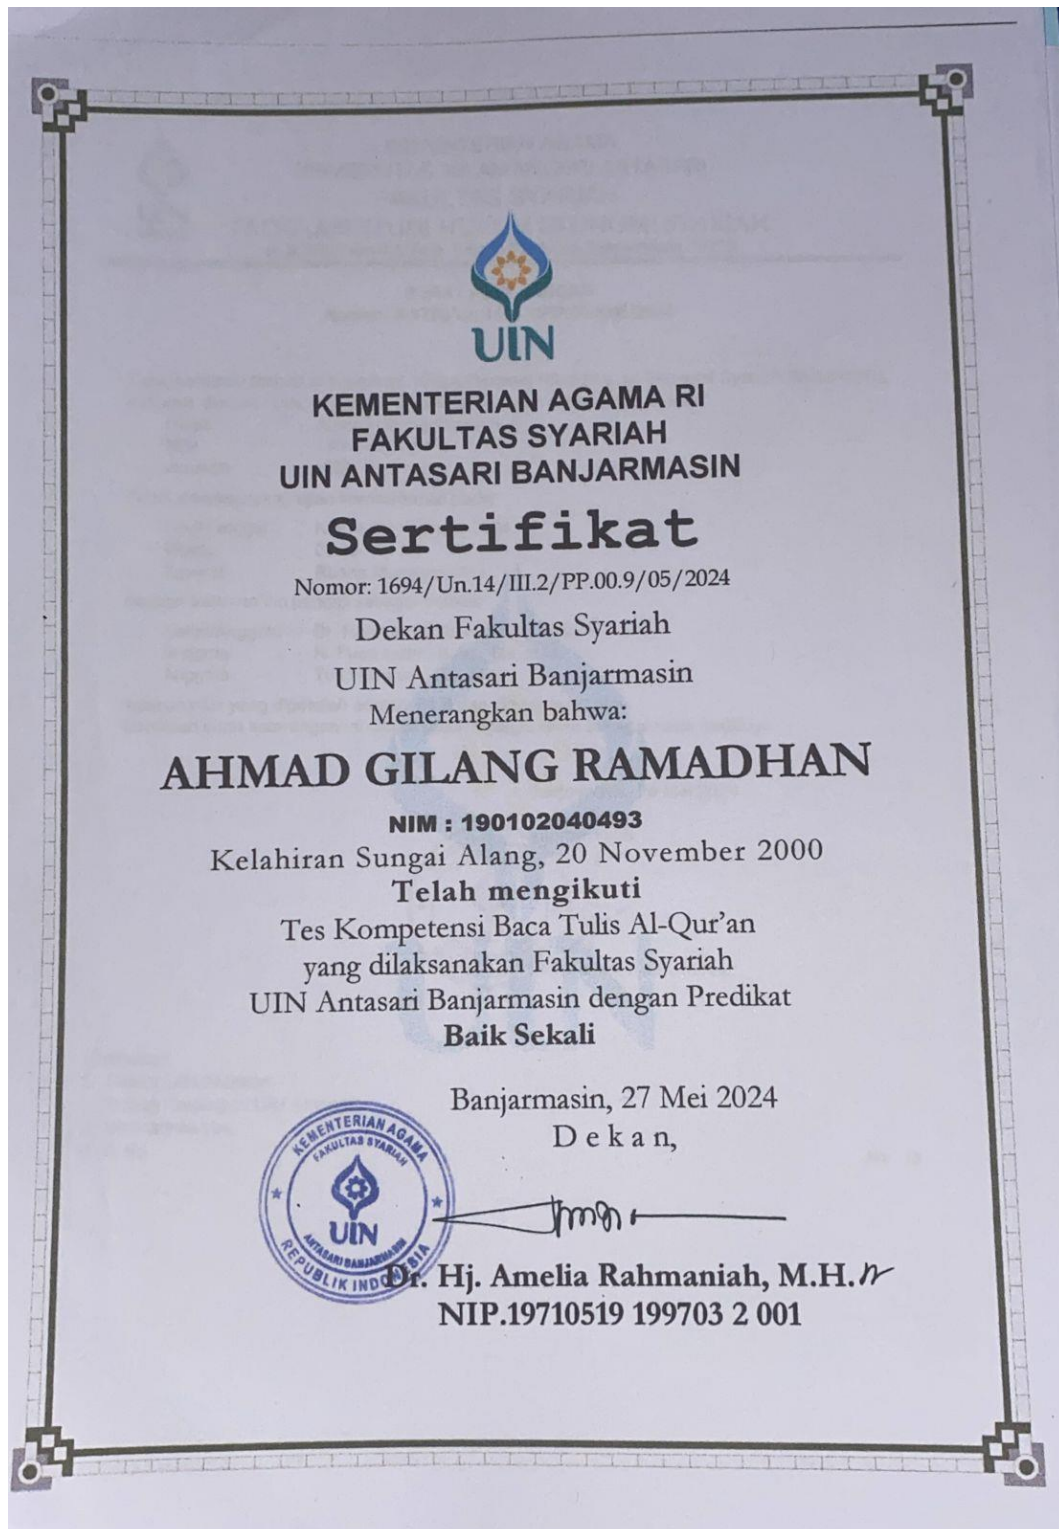 UIN
KEMENTERIAN AGAMA RI
FAKULTAS SYARIAH
UIN ANTASARI BANJARMASIN
Sertifikat
Nomor: 1694/Un.14/III.2/PP.00.9/05/2024
Dekan Fakultas Syariah
UIN Antasari Banjarmasin
Menerangkan bahwa:
AHMAD GILANG RAMADHAN
NIM : 190102040493
Kelahiran Sungai Alang, 20 November 2000
Telah mengikuti
Tes Kompetensi Baca Tulis Al-Qur'an
yang dilaksanakan Fakultas Syariah
UIN Antasari Banjarmasin dengan Predikat
Baik Sekali
Banjarmasin, 27 Mei 2024
D e k a n,
KEMENTERIAN AGAMA
FAKULTAS SYARIAH
UIN
ANTASARI BANJARMASIN
REPUBLIK INDONESIA
Dr. Hj. Amelia Rahmaniah, M.H.
NIP.19710519 199703 2 001